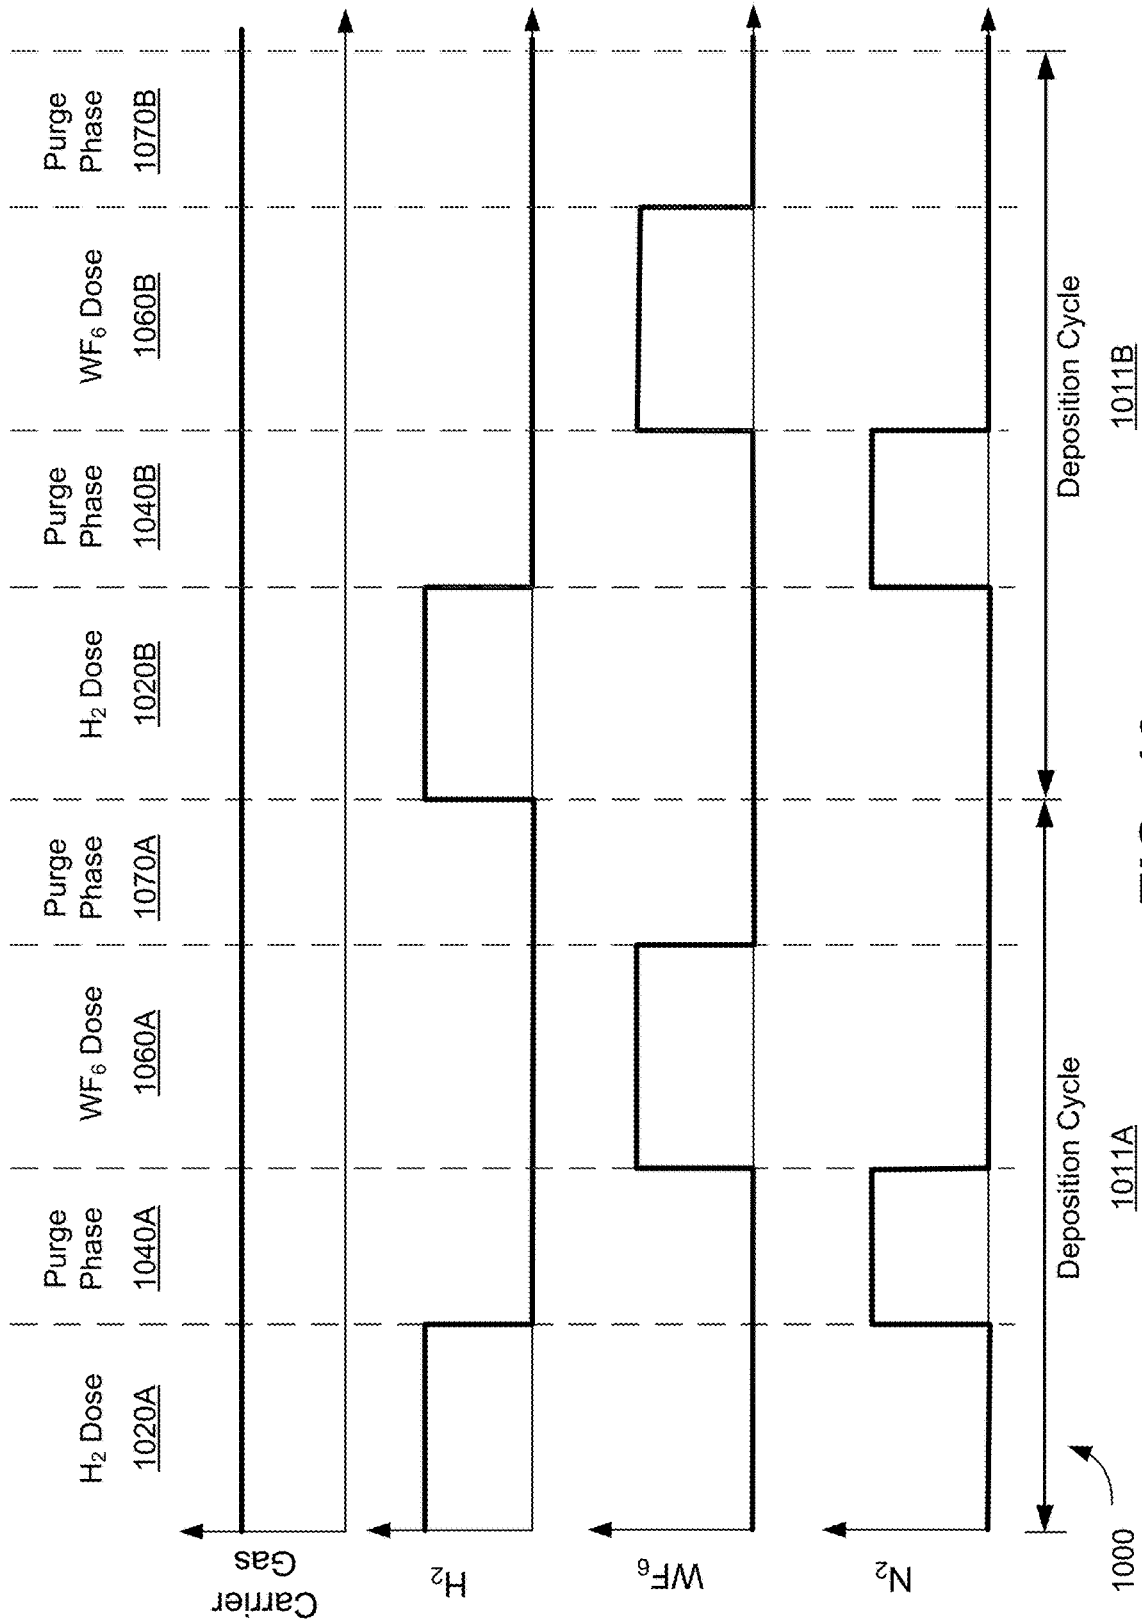 H₂ Dose
1020A
Purge
Phase
1040A
WF₆ Dose
1060A
Purge
Phase
1070A
H₂ Dose
1020B
Purge
Phase
1040B
WF₆ Dose
1060B
Purge
Phase
1070B
Carrier
Gas
H₂
WF₆
N₂
Deposition Cycle
1011A
Deposition Cycle
1011B
1000